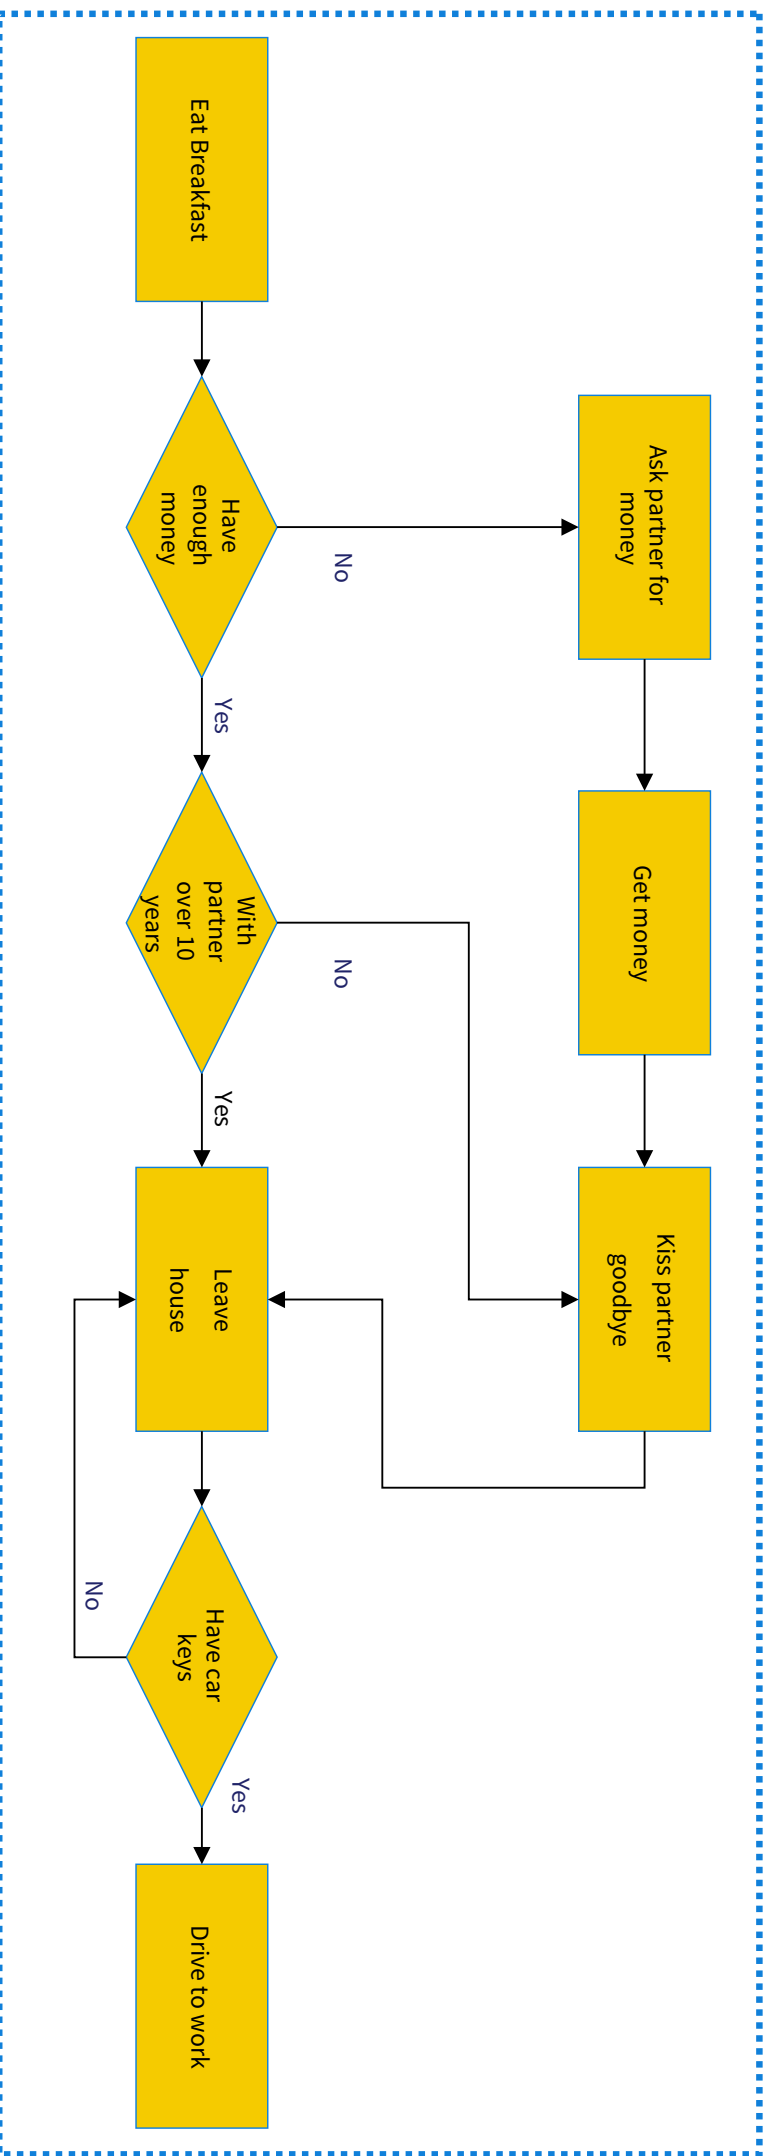 Ask partner for
money
Get money
Kiss partner
goodbye
No
No
Eat Breakfast
Have
enough
money
Yes
With
partner
over 10
years
Yes
Leave
house
Have car
keys
Yes
Drive to work
No